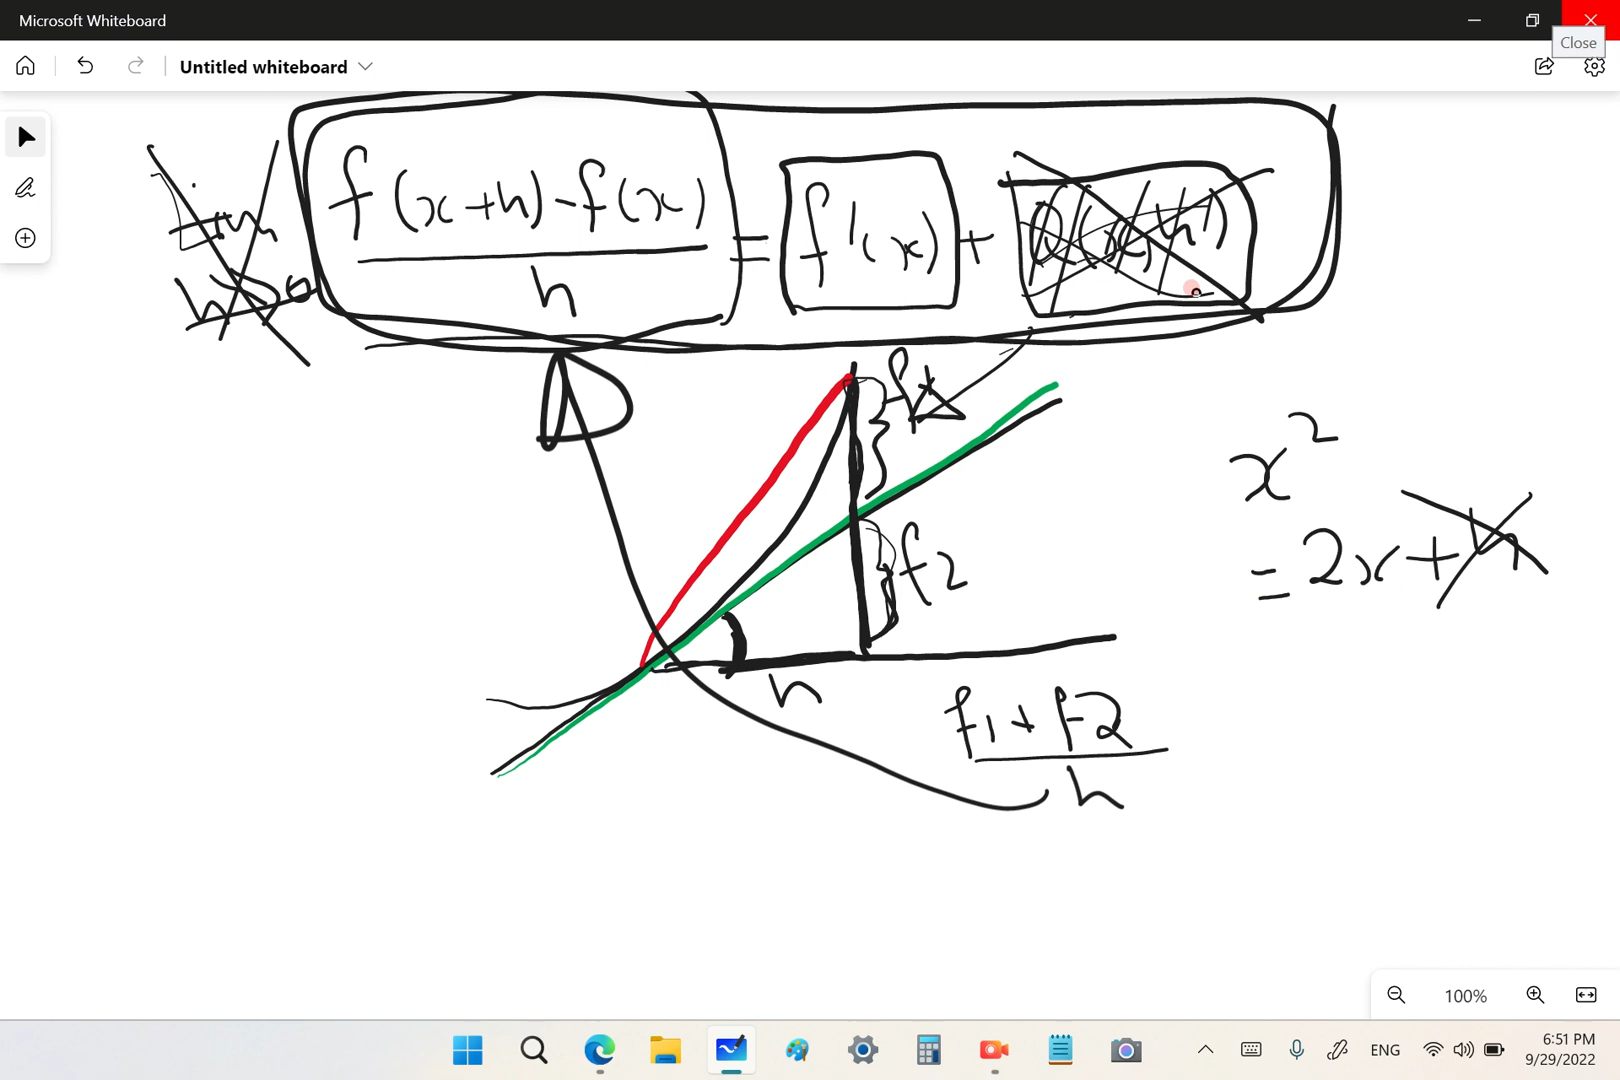 Microsoft Whiteboard
Close
Untitled whiteboard
lim
h→0
f(x+h)-f(x)
h
= f'(x) + Q(x,h)
f1
x²
= 2x+h
f2
h
f1+f2
h
100%
ENG
6:51 PM
9/29/2022